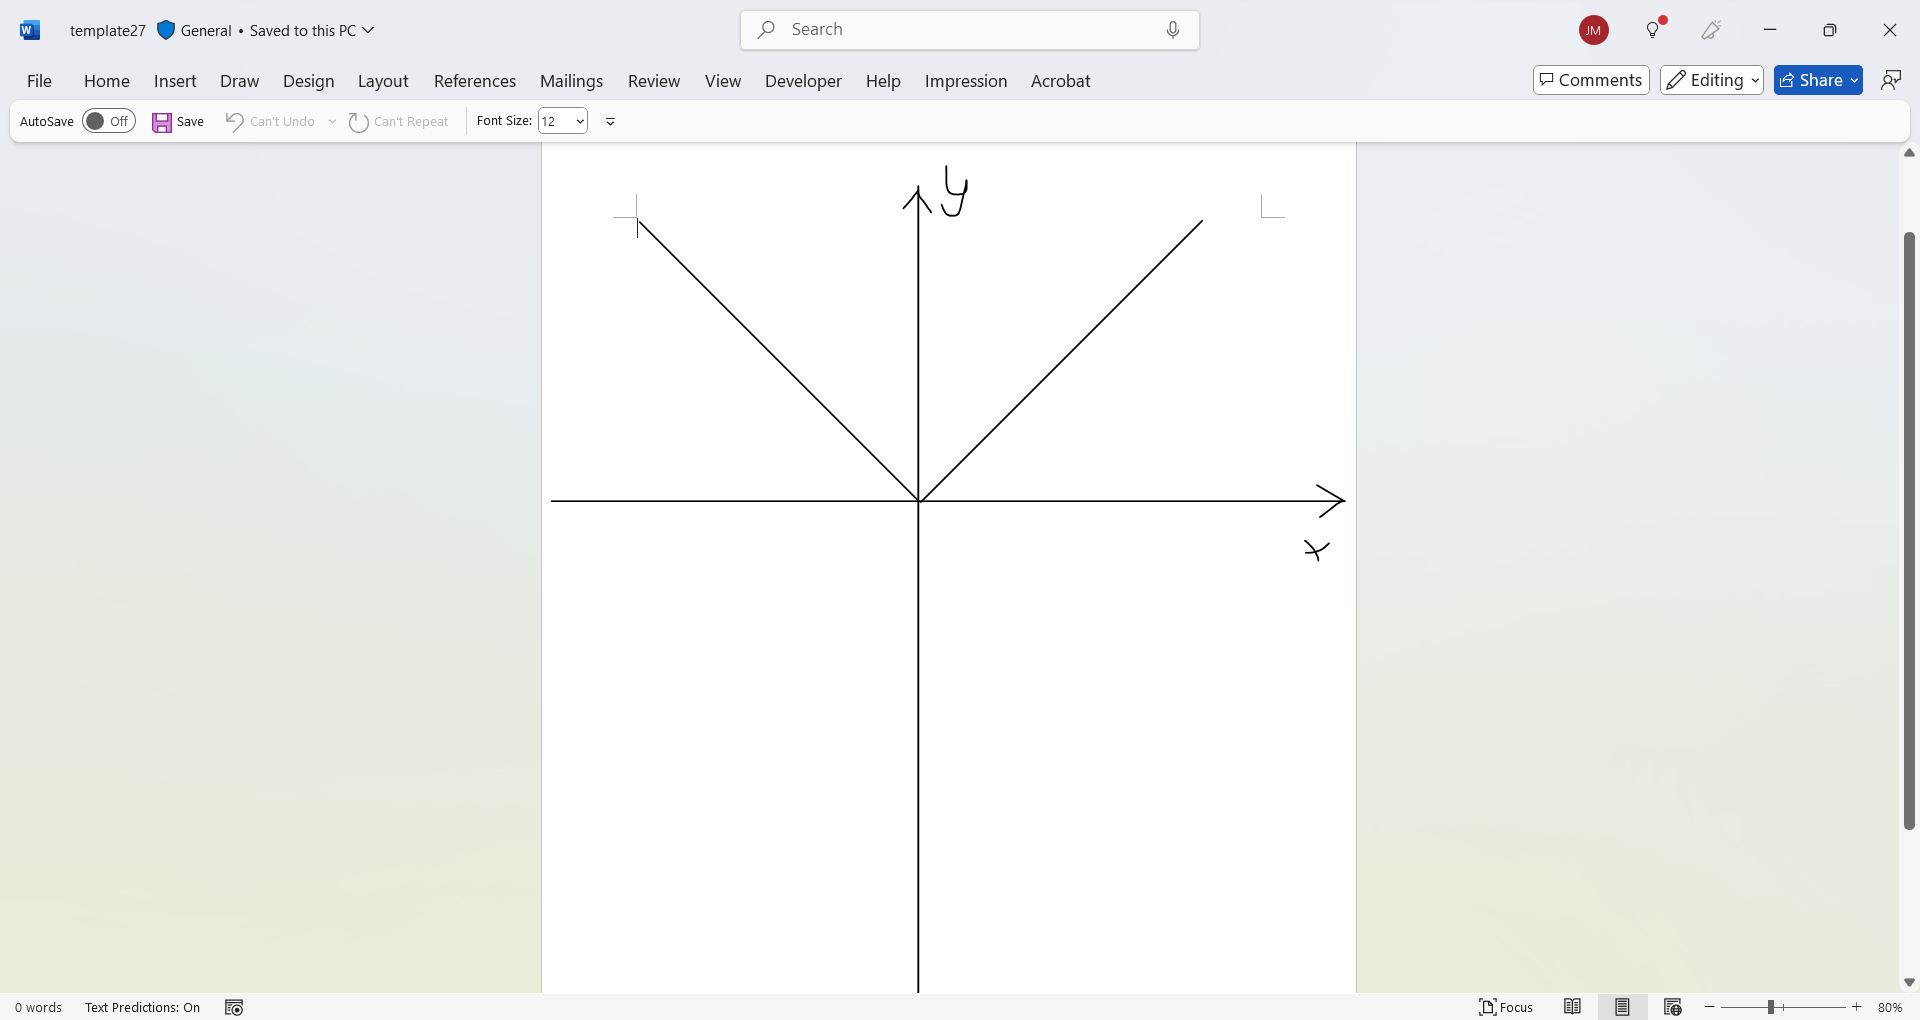 template27 General • Saved to this PC
Search
JM
File Home Insert Draw Design Layout References Mailings Review View Developer Help Impression Acrobat
Comments Editing Share
AutoSave Off Save Can't Undo Can't Repeat Font Size: 12
y
x
0 words Text Predictions: On Focus 80%